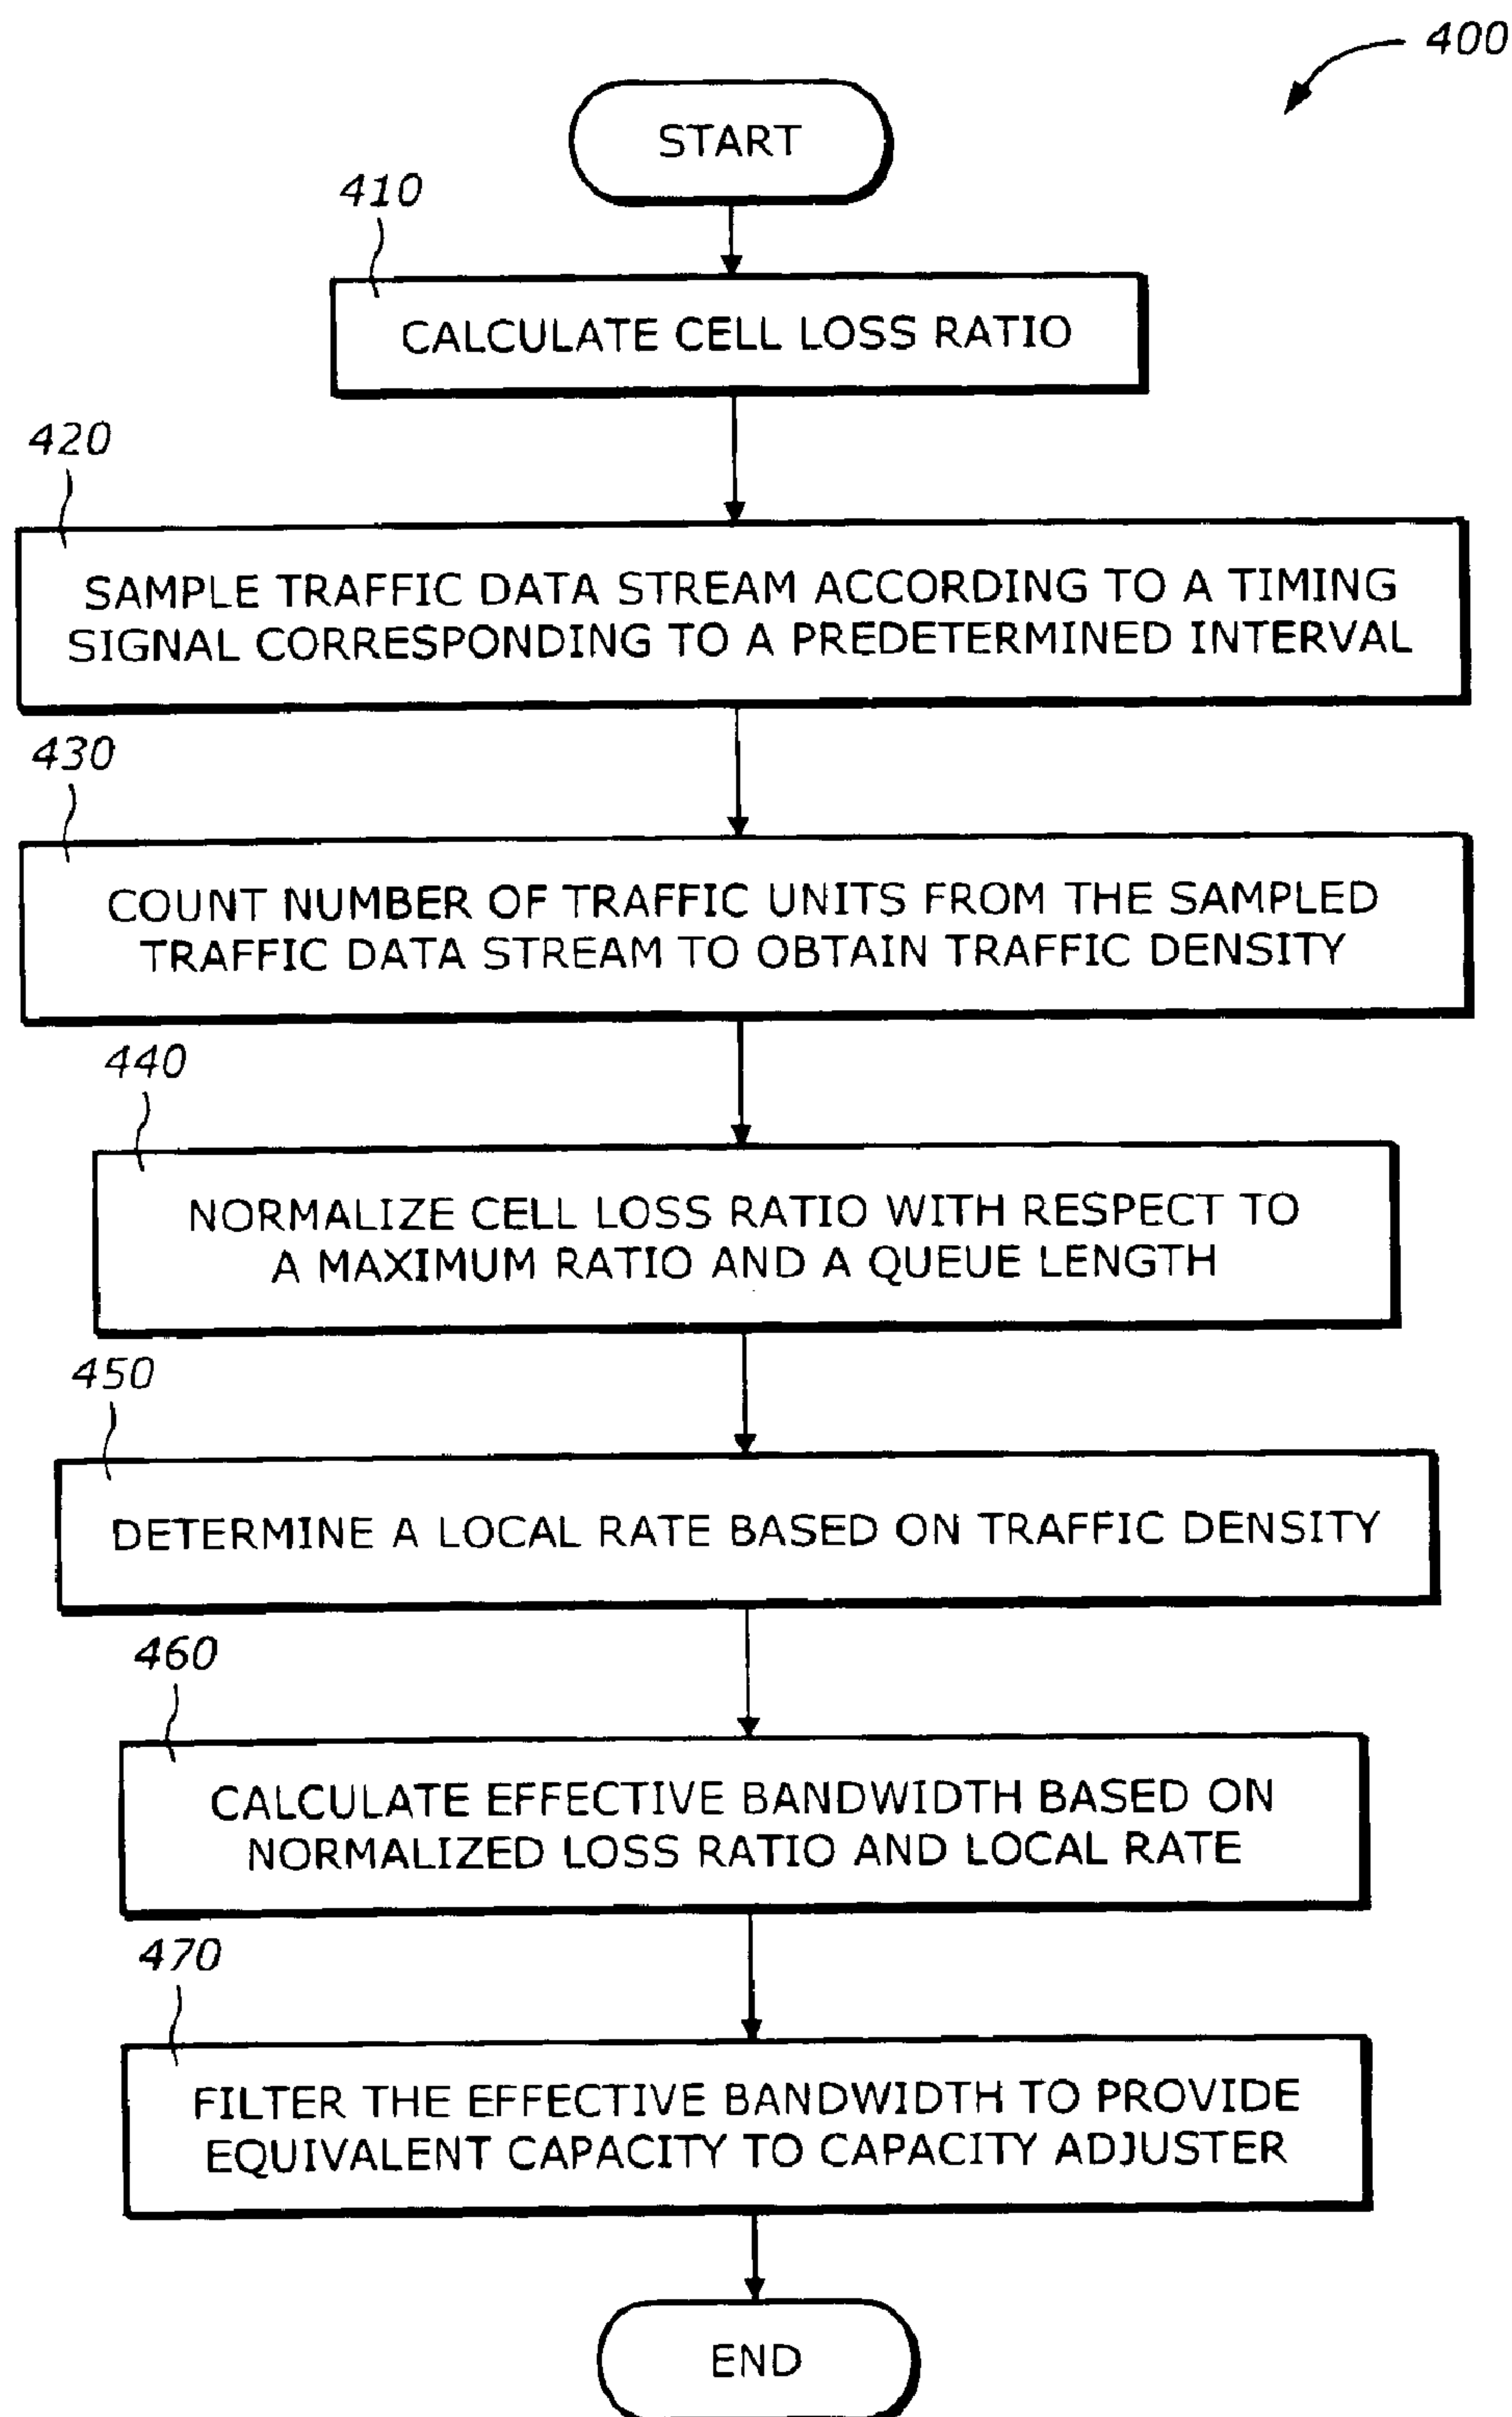 400
START
410
CALCULATE CELL LOSS RATIO
420
SAMPLE TRAFFIC DATA STREAM ACCORDING TO A TIMING
SIGNAL CORRESPONDING TO A PREDETERMINED INTERVAL
430
COUNT NUMBER OF TRAFFIC UNITS FROM THE SAMPLED
TRAFFIC DATA STREAM TO OBTAIN TRAFFIC DENSITY
440
NORMALIZE CELL LOSS RATIO WITH RESPECT TO
A MAXIMUM RATIO AND A QUEUE LENGTH
450
DETERMINE A LOCAL RATE BASED ON TRAFFIC DENSITY
460
CALCULATE EFFECTIVE BANDWIDTH BASED ON
NORMALIZED LOSS RATIO AND LOCAL RATE
470
FILTER THE EFFECTIVE BANDWIDTH TO PROVIDE
EQUIVALENT CAPACITY TO CAPACITY ADJUSTER
END